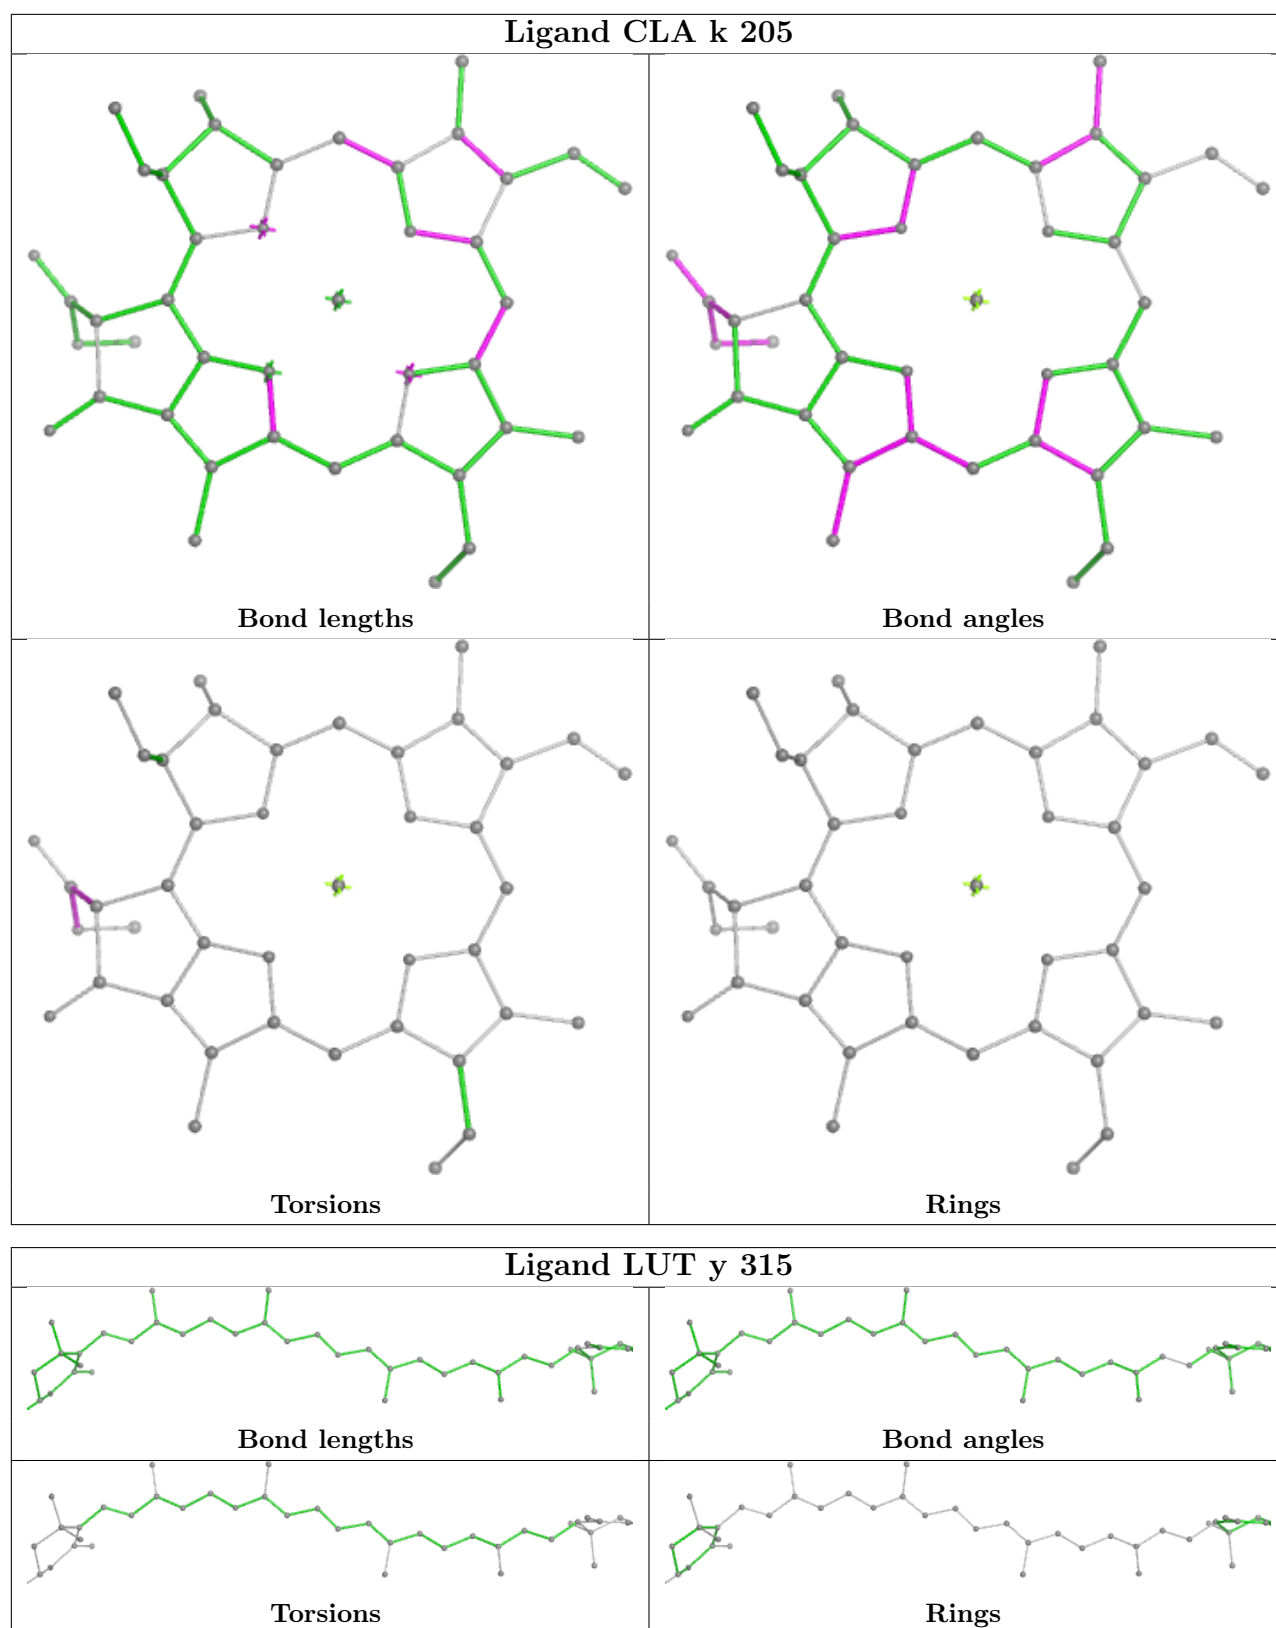 Ligand CLA k 205
Bond lengths
Bond angles
Torsions
Rings
Ligand LUT y 315
Bond lengths
Bond angles
Torsions
Rings